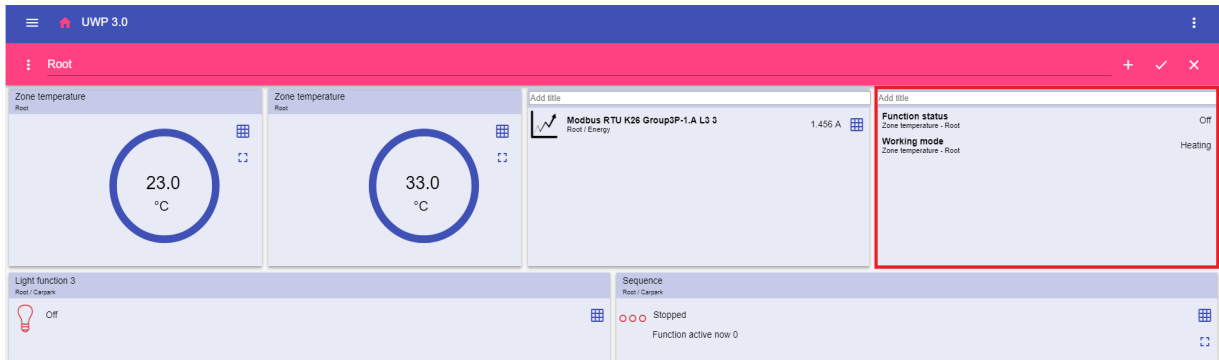 UWP 3.0
Root
Zone temperature
Root
23.0
°C
Zone temperature
Root
33.0
°C
Add title
Modbus RTU K26 Group3P-1.A L3 3
Root / Energy
1.456 A
Add title
Function status
Zone temperature - Root
Off
Working mode
Zone temperature - Root
Heating
Light function 3
Root / Carpark
Off
Sequence
Root / Carpark
Stopped
Function active now 0